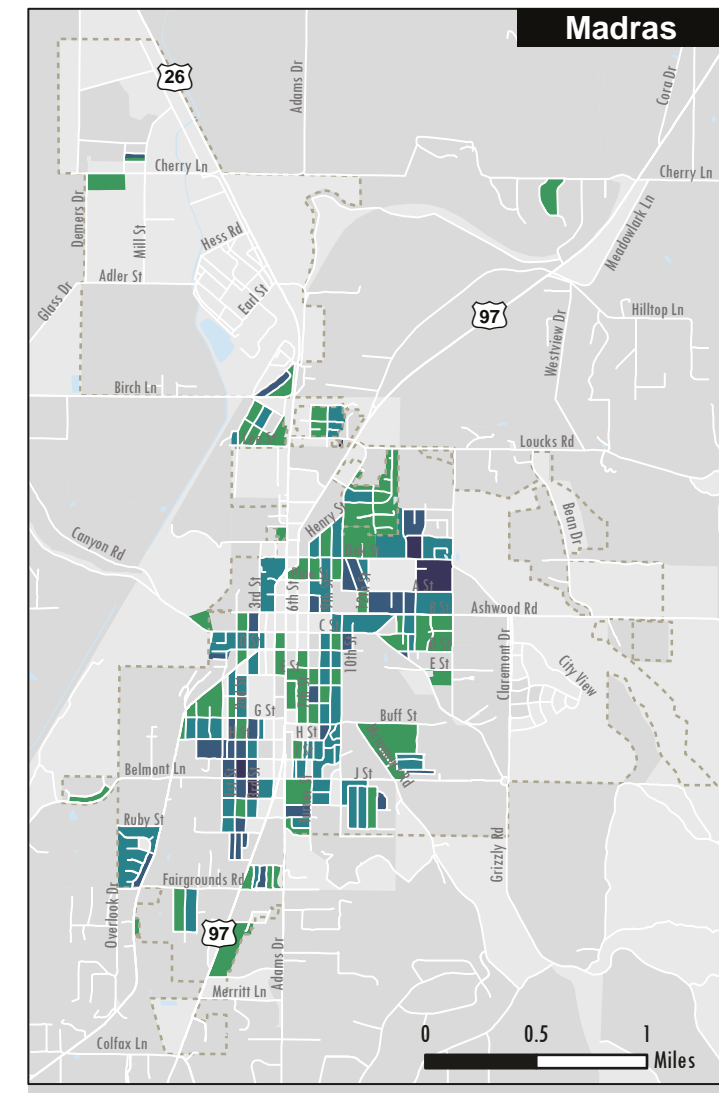 Madras
26
Adams Dr
Cora Dr
Cherry Ln
Cherry Ln
Demers Dr
Mill St
Meadowlark Ln
Hess Rd
Adler St
Glass Dr
Earl St
97
Hilltop Ln
Westview Dr
Birch Ln
Loucks Rd
Henry St
Bean Dr
Canyon Rd
3rd St
6th St
A St
B St
Ashwood Rd
C St
10th St
E St
Claremont Dr
City View
G St
Buff St
H St
Belmont Ln
J St
Ruby St
Grizzly Rd
Fairgrounds Rd
Overlook Dr
97
Adams Dr
Merritt Ln
Colfax Ln
0 0.5 1
Miles